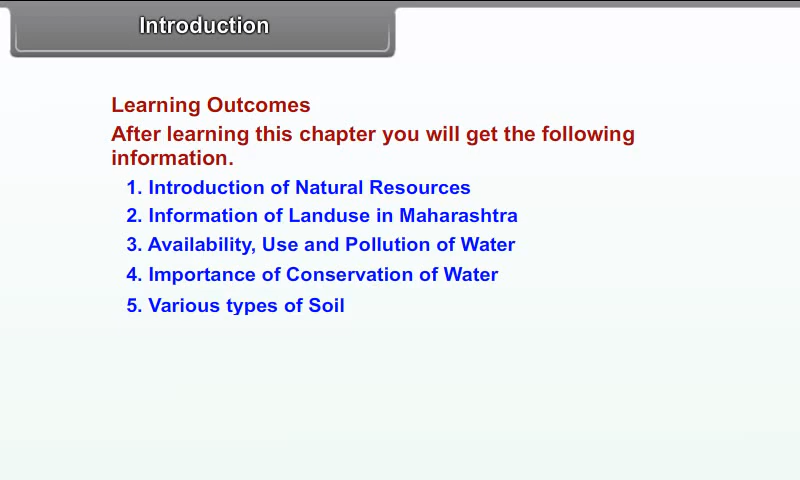 Introduction
Learning Outcomes
After learning this chapter you will get the following
information.
1. Introduction of Natural Resources
2. Information of Landuse in Maharashtra
3. Availability, Use and Pollution of Water
4. Importance of Conservation of Water
5. Various types of Soil